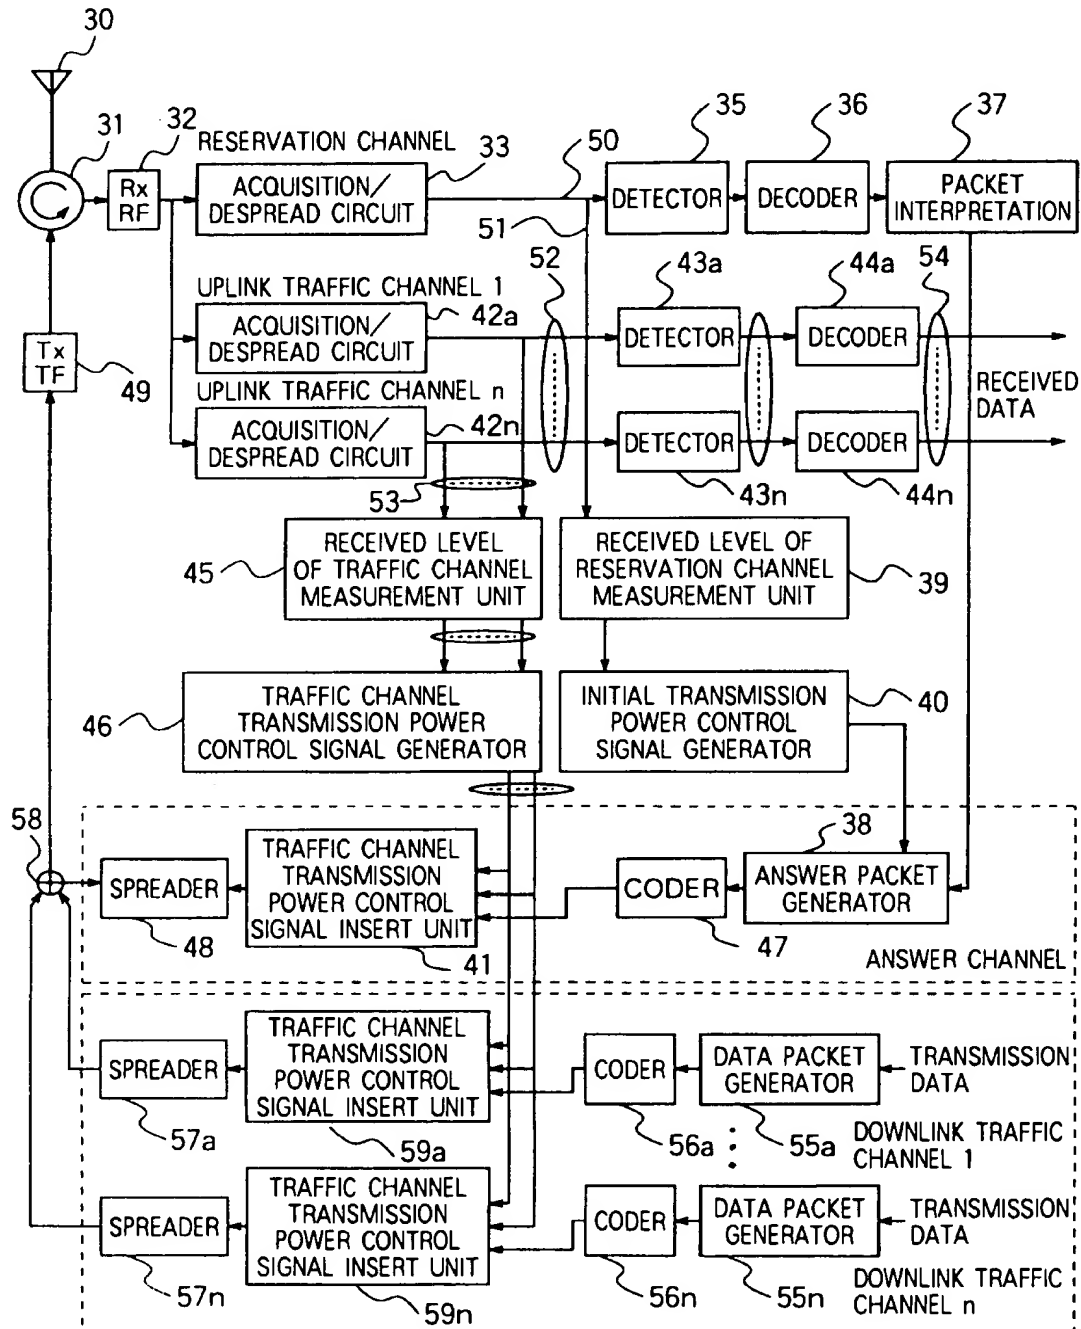 30
31
32
RESERVATION CHANNEL
33
50
35
36
37
Rx
RF
ACQUISITION/
DESPREAD CIRCUIT
DETECTOR
DECODER
PACKET
INTERPRETATION
51
52
43a
44a
54
UPLINK TRAFFIC CHANNEL 1
42a
ACQUISITION/
DESPREAD CIRCUIT
DETECTOR
DECODER
Tx
TF
49
UPLINK TRAFFIC CHANNEL n
42n
RECEIVED
DATA
ACQUISITION/
DESPREAD CIRCUIT
DETECTOR
DECODER
53
43n
44n
45
RECEIVED LEVEL
OF TRAFFIC CHANNEL
MEASUREMENT UNIT
RECEIVED LEVEL OF
RESERVATION CHANNEL
MEASUREMENT UNIT
39
46
TRAFFIC CHANNEL
TRANSMISSION POWER
CONTROL SIGNAL GENERATOR
INITIAL TRANSMISSION
POWER CONTROL
SIGNAL GENERATOR
40
58
38
SPREADER
TRAFFIC CHANNEL
TRANSMISSION
POWER CONTROL
SIGNAL INSERT UNIT
CODER
ANSWER PACKET
GENERATOR
48
41
47
ANSWER CHANNEL
SPREADER
TRAFFIC CHANNEL
TRANSMISSION
POWER CONTROL
SIGNAL INSERT UNIT
CODER
DATA PACKET
GENERATOR
TRANSMISSION
DATA
57a
59a
56a
55a
DOWNLINK TRAFFIC
CHANNEL 1
SPREADER
TRAFFIC CHANNEL
TRANSMISSION
POWER CONTROL
SIGNAL INSERT UNIT
CODER
DATA PACKET
GENERATOR
TRANSMISSION
DATA
57n
59n
56n
55n
DOWNLINK TRAFFIC
CHANNEL n